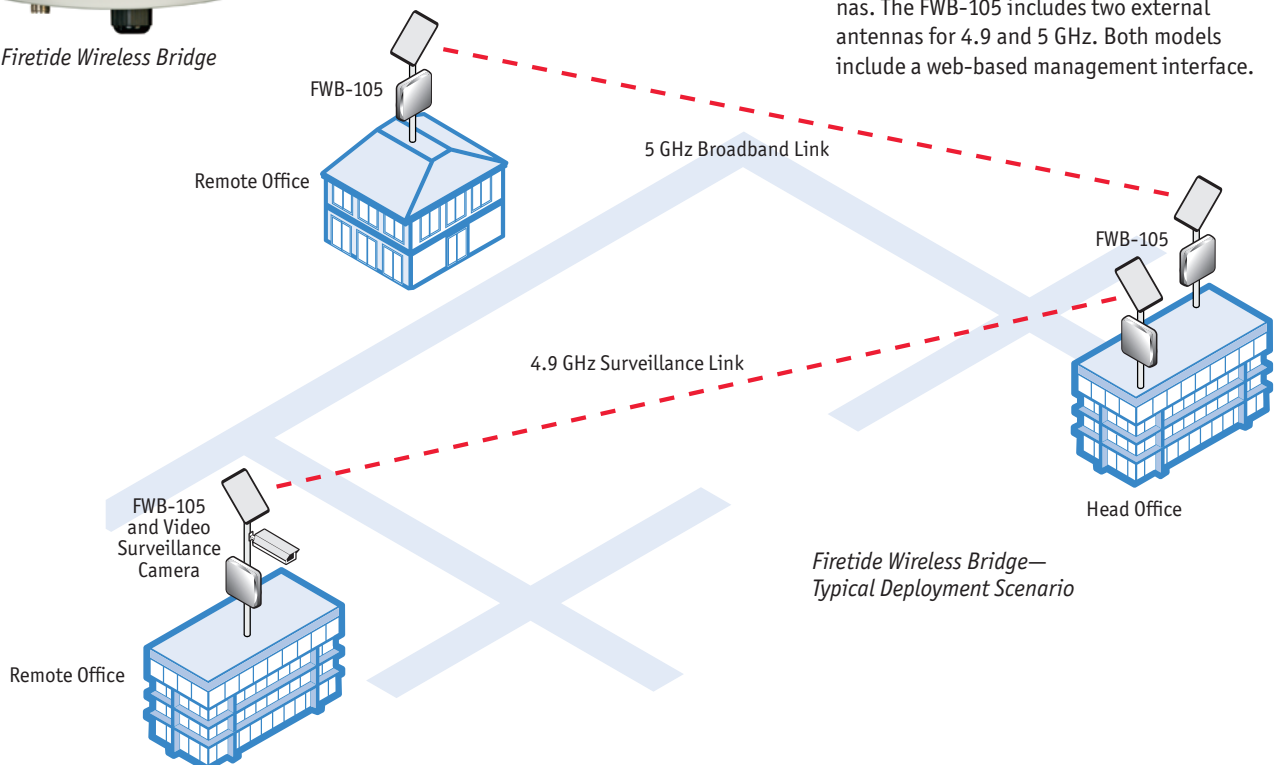 nas. The FWB-105 includes two external
antennas for 4.9 and 5 GHz. Both models
include a web-based management interface.
Firetide Wireless Bridge
FWB-105
Remote Office
5 GHz Broadband Link
FWB-105
4.9 GHz Surveillance Link
Head Office
FWB-105
and Video
Surveillance
Camera
Remote Office
Firetide Wireless Bridge—
Typical Deployment Scenario